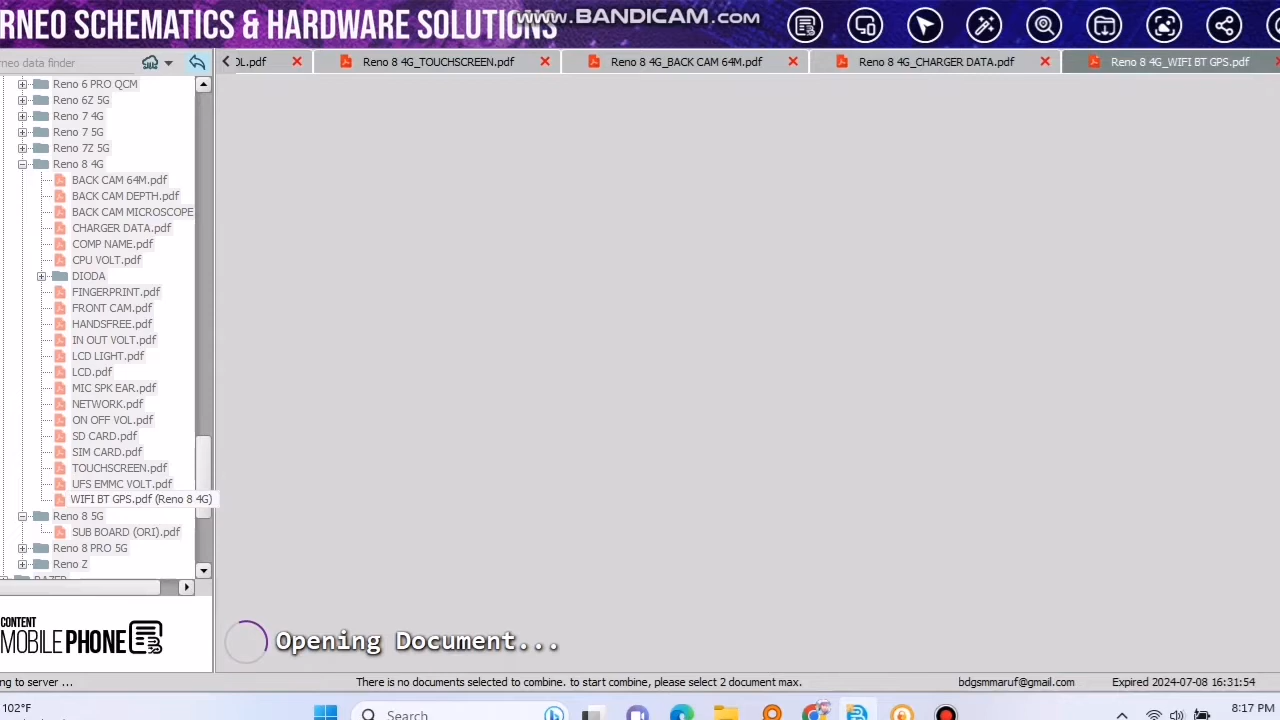 RNEO SCHEMATICS & HARDWARE SOLUTIONS
www.BANDICAM.com
rneo data finder
OL.pdf
Reno 8 4G_TOUCHSCREEN.pdf
Reno 8 4G_BACK CAM 64M.pdf
Reno 8 4G_CHARGER DATA.pdf
Reno 8 4G_WIFI BT GPS.pdf
Reno 6 PRO QCM
Reno 6Z 5G
Reno 7 4G
Reno 7 5G
Reno 7Z 5G
Reno 8 4G
BACK CAM 64M.pdf
BACK CAM DEPTH.pdf
BACK CAM MICROSCOPE
CHARGER DATA.pdf
COMP NAME.pdf
CPU VOLT.pdf
DIODA
FINGERPRINT.pdf
FRONT CAM.pdf
HANDSFREE.pdf
IN OUT VOLT.pdf
LCD LIGHT.pdf
LCD.pdf
MIC SPK EAR.pdf
NETWORK.pdf
ON OFF VOL.pdf
SD CARD.pdf
SIM CARD.pdf
TOUCHSCREEN.pdf
UFS EMMC VOLT.pdf
WIFI BT GPS.pdf (Reno 8 4G)
Reno 8 5G
SUB BOARD (ORI).pdf
Reno 8 PRO 5G
Reno Z
CONTENT
MOBILEPHONE
Opening Document...
ng to server ...
There is no documents selected to combine. to start combine, please select 2 document max.
bdgsmmaruf@gmail.com
Expired 2024-07-08 16:31:54
102°F
Search
8:17 PM